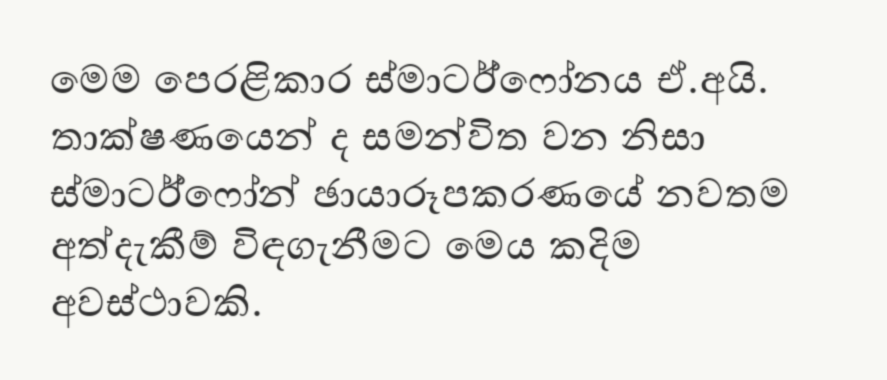 මෙම පෙරළිකාර ස්මාටර්ෆෝනය ඒ.අයි.
තාක්ෂණයෙන් ද සමන්විත වන නිසා
ස්මාටර්ෆෝන් ඡායාරූපකරණයේ නවතම
අත්දැකීම් විඳගැනීමට මෙය කදිම
අවස්ථාවකි.